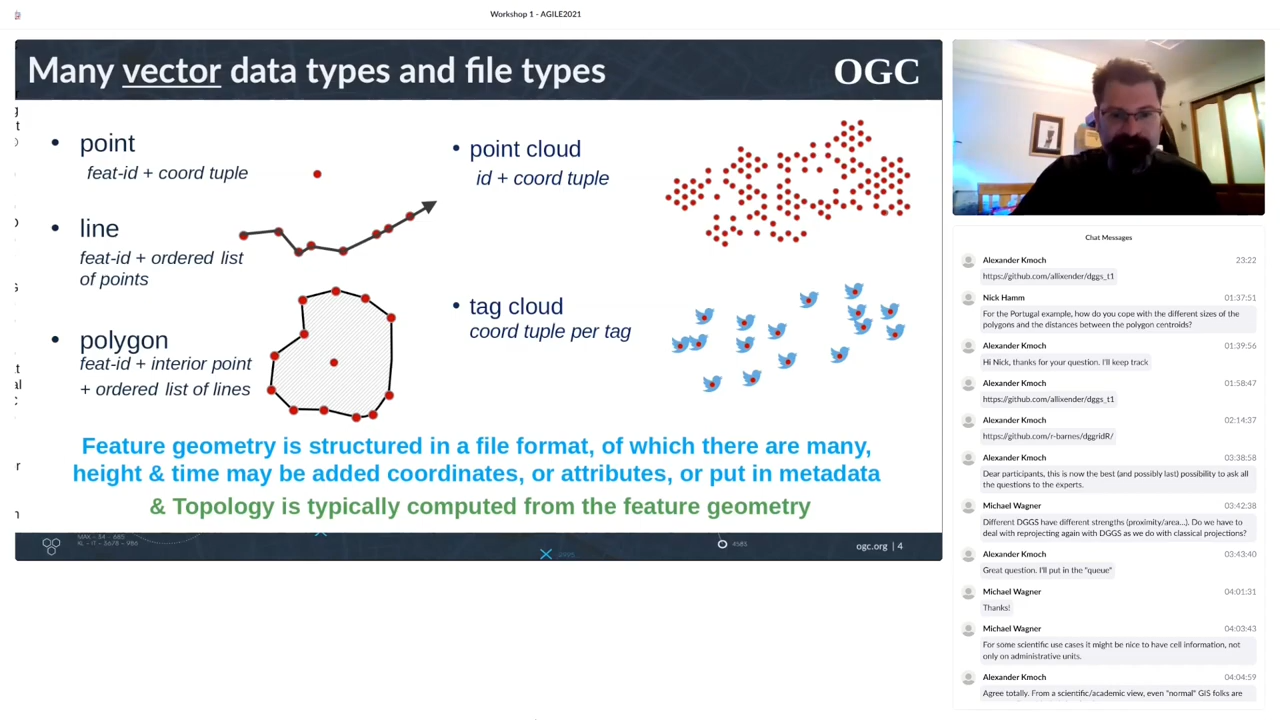 Workshop 1 - AGILE2021
Many vector data types and file types
OGC
• point
feat-id + coord tuple
• line
feat-id + ordered list
of points
• polygon
feat-id + interior point
+ ordered list of lines
• point cloud
id + coord tuple
• tag cloud
coord tuple per tag
Feature geometry is structured in a file format, of which there are many,
height & time may be added coordinates, or attributes, or put in metadata
& Topology is typically computed from the feature geometry
4585
ogc.org | 4
Chat Messages
Alexander Kmoch 23:22
https://github.com/allixender/dggs_t1
Nick Hamm 01:37:51
For the Portugal example, how do you cope with the different sizes of the
polygons and the distances between the polygon centroids?
Alexander Kmoch 01:39:56
Hi Nick, thanks for your question. I'll keep track
Alexander Kmoch 01:58:47
https://github.com/allixender/dggs_t1
Alexander Kmoch 02:14:37
https://github.com/r-barnes/dggridR/
Alexander Kmoch 03:38:58
Dear participants, this is now the best (and possibly last) possibility to ask all
the questions to the experts.
Michael Wagner 03:42:38
Different DGGS have different strengths (proximity/area...). Do we have to
deal with reprojecting again with DGGS as we do with classical projections?
Alexander Kmoch 03:43:40
Great question. I'll put in the "queue"
Michael Wagner 04:01:31
Thanks!
Michael Wagner 04:03:43
For some scientific use cases it might be nice to have cell information, not
only on administrative units.
Alexander Kmoch 04:04:59
Agree totally. From a scientific/academic view, even "normal" GIS folks are